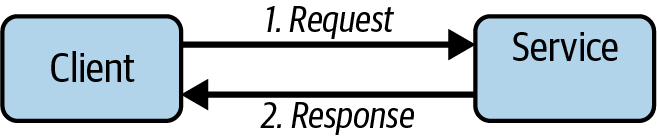 1. Request
Client
Service
2. Response